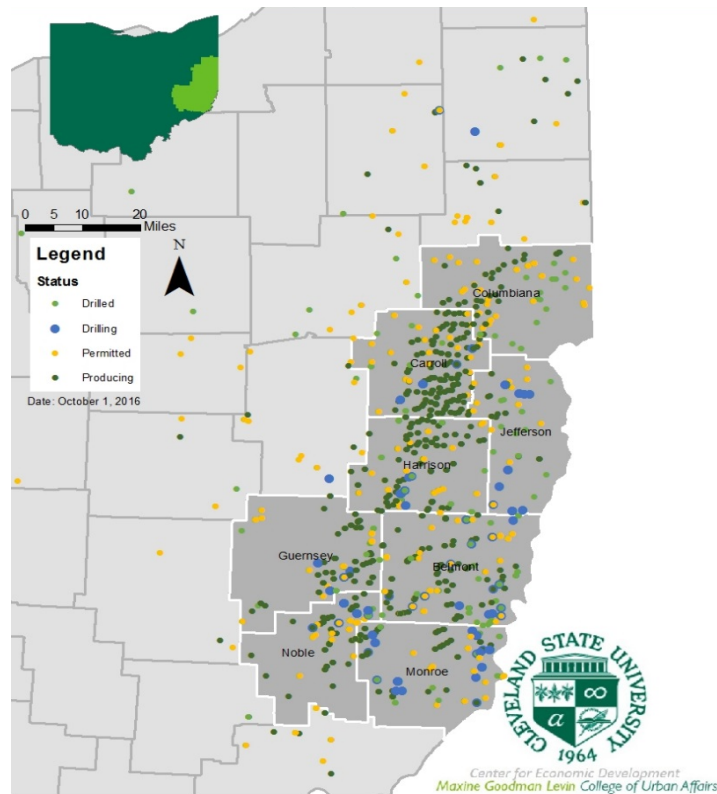 0 5 10 20
Miles
N
Legend
Status
Drilled
Drilling
Permitted
Producing
Date: October 1, 2016
Columbiana
Carroll
Jefferson
Harrison
Guernsey
Belmont
Noble
Monroe
CLEVELAND STATE UNIVERSITY
∞
a
1964
Center for Economic Development
Maxine Goodman Levin College of Urban Affairs